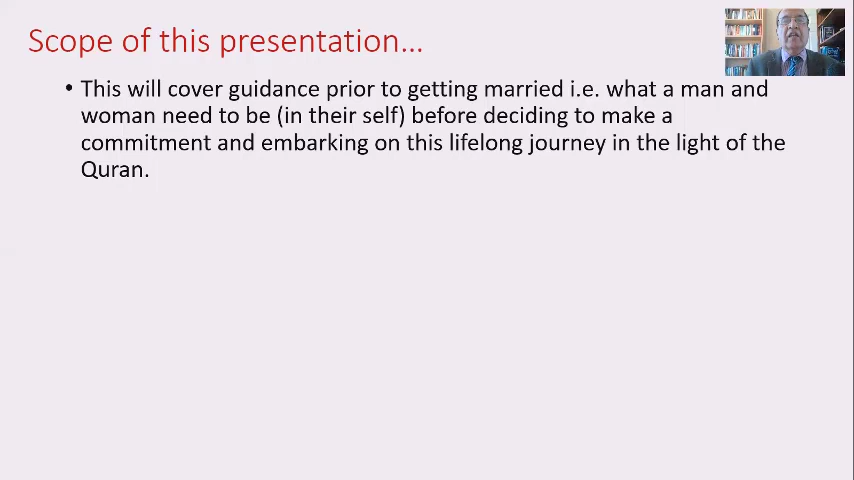 Scope of this presentation...
• This will cover guidance prior to getting married i.e. what a man and
woman need to be (in their self) before deciding to make a
commitment and embarking on this lifelong journey in the light of the
Quran.